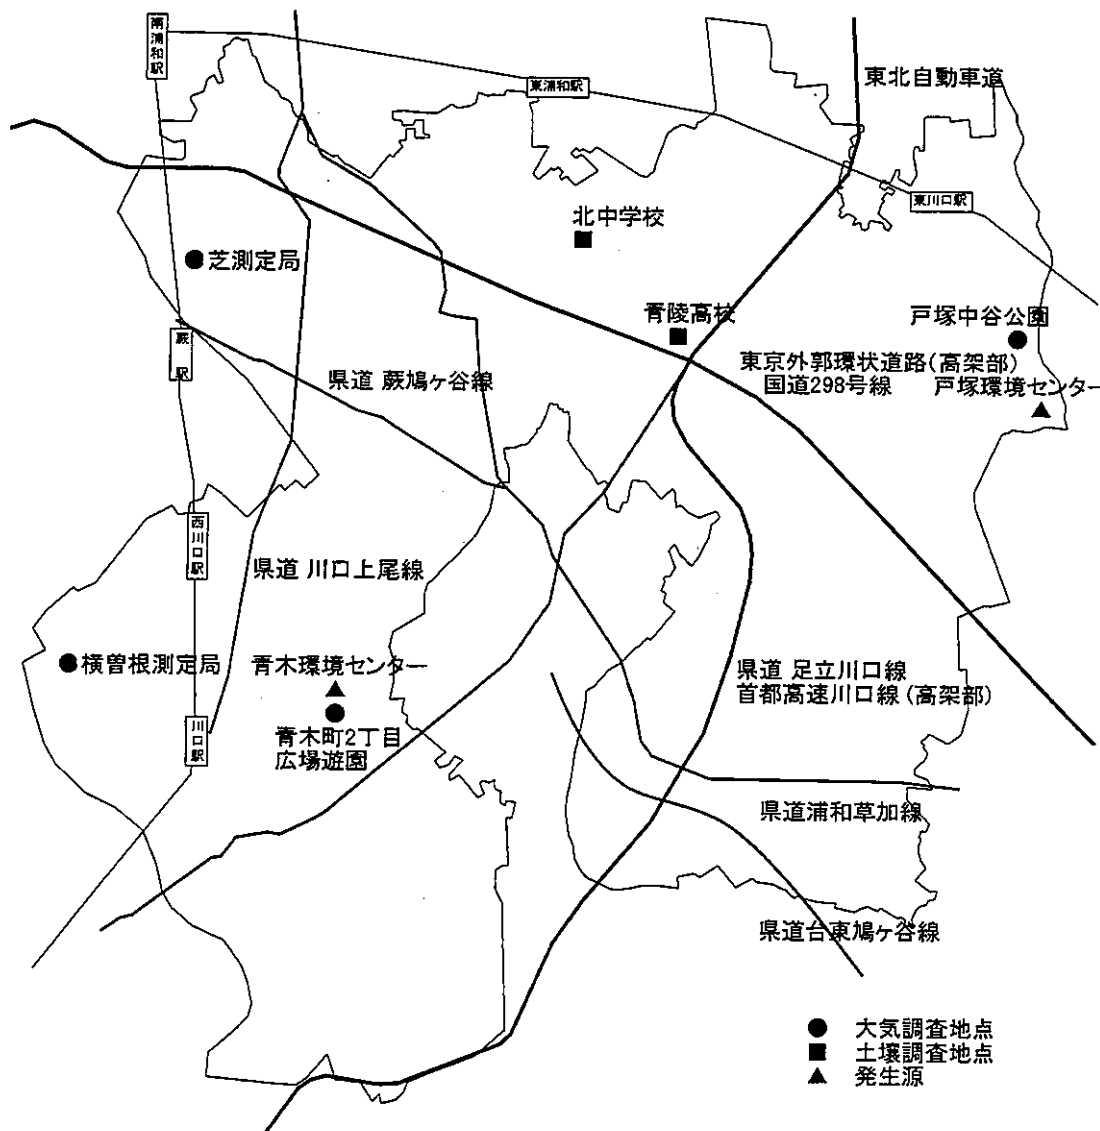 南浦和駅
東浦和駅
東北自動車道
東川口駅
北中学校
芝測定局
青陵高校
戸塚中谷公園
蕨 駅
東京外郭環状道路(高架部)
国道298号線
戸塚環境センター
県道 蕨鳩ヶ谷線
西川口駅
県道 川口上尾線
横曽根測定局
青木環境センター
県道 足立川口線
首都高速川口線(高架部)
川口駅
青木町2丁目
広場遊園
県道浦和草加線
県道台東鳩ヶ谷線
大気調査地点
土壌調査地点
発生源